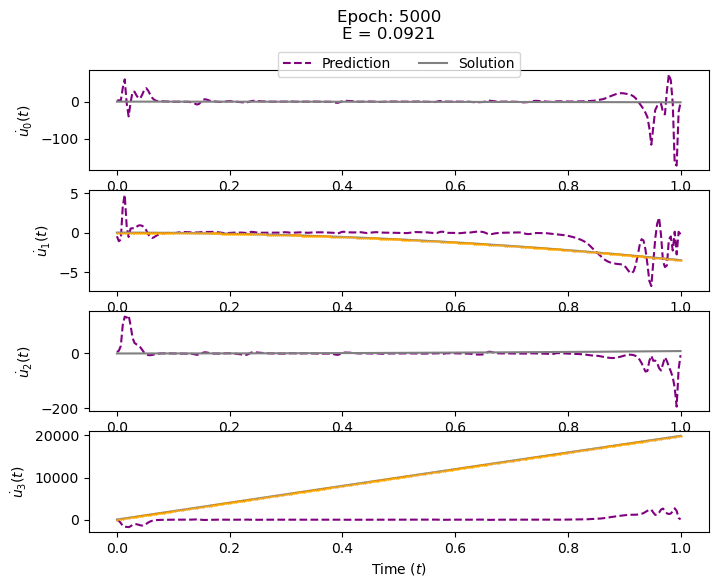 Epoch: 5000
E = 0.0921
Prediction Solution
u̇₀(t)
0
−100
0.0 0.2 0.4 0.6 0.8 1.0
u̇₁(t)
5
0
−5
0.0 0.2 0.4 0.6 0.8 1.0
u̇₂(t)
0
−200
0.0 0.2 0.4 0.6 0.8 1.0
u̇₃(t)
20000
10000
0
0.0 0.2 0.4 0.6 0.8 1.0
Time (t)